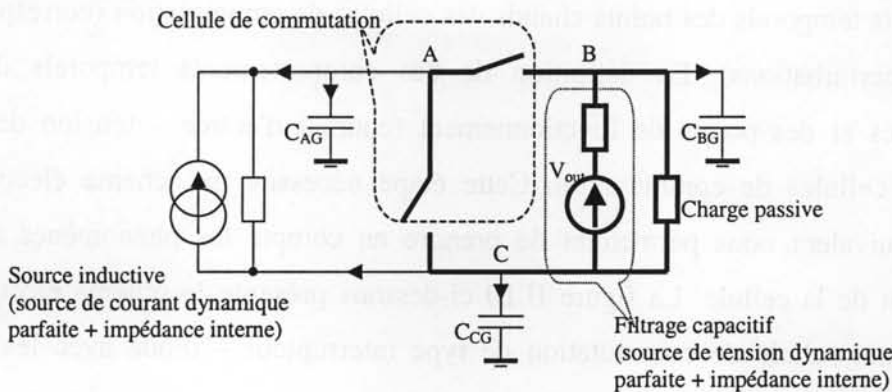 Cellule de commutation
A
B
C_AG
C_BG
V_out
Charge passive
C
C_CG
Source inductive
(source de courant dynamique
parfaite + impédance interne)
Filtrage capacitif
(source de tension dynamique
parfaite + impédance interne)